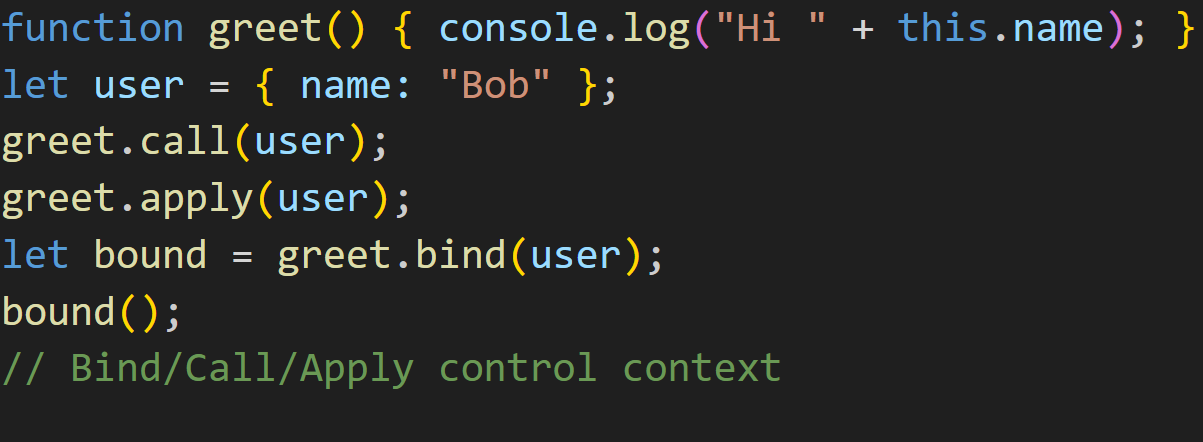 function greet() { console.log("Hi " + this.name); }
let user = { name: "Bob" };
greet.call(user);
greet.apply(user);
let bound = greet.bind(user);
bound();
// Bind/Call/Apply control context